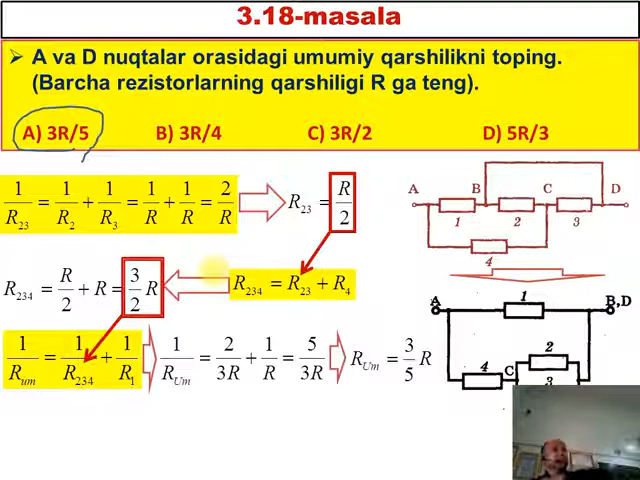 3.18-masala
➢ A va D nuqtalar orasidagi umumiy qarshilikni toping.
(Barcha rezistorlarning qarshiligi R ga teng).
A) 3R/5 B) 3R/4 C) 3R/2 D) 5R/3
1/R₂₃ = 1/R₂ + 1/R₃ = 1/R + 1/R = 2/R
R₂₃ = R/2
A B C D
1 2 3
4
R₂₃₄ = R/2 + R = 3/2 R
R₂₃₄ = R₂₃ + R₄
1/Rum = 1/R₂₃₄ + 1/R₁
1/RUm = 2/3R + 1/R = 5/3R
RUm = 3/5 R
A 1 B,D
2
4 C 3